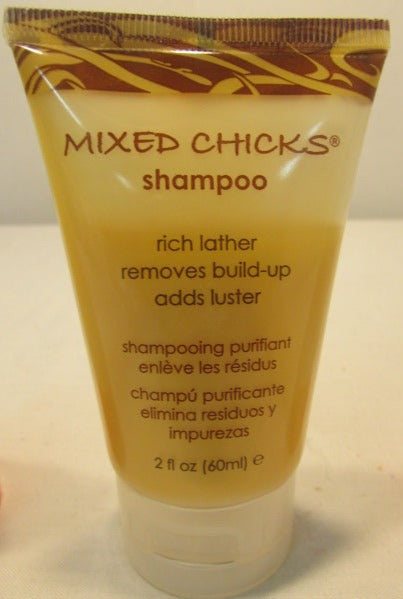 MIXED CHICKS®
shampoo
rich lather
removes build-up
adds luster
shampooing purifiant
enlève les résidus
champú purificante
elimina residuos y
impurezas
2 fl oz (60ml) ℮